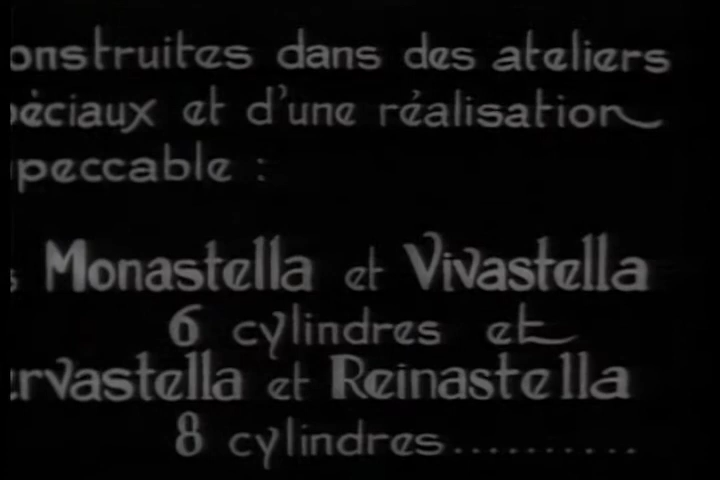 onstruites dans des ateliers
péciaux et d'une réalisation
peccable :
s Monastella et Vivastella
6 cylindres et
ervastella et Reinastella
8 cylindres..........